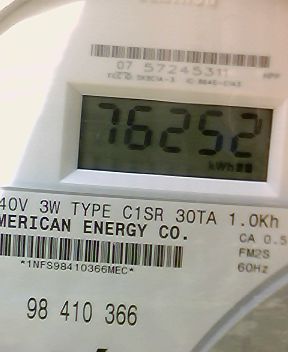 07 57245311
76252
kWh
40V 3W TYPE C1SR 30TA 1.0Kh
MERICAN ENERGY CO.
CA 0.5
*1NFS98410366MEC*
FM2S
60Hz
98 410 366